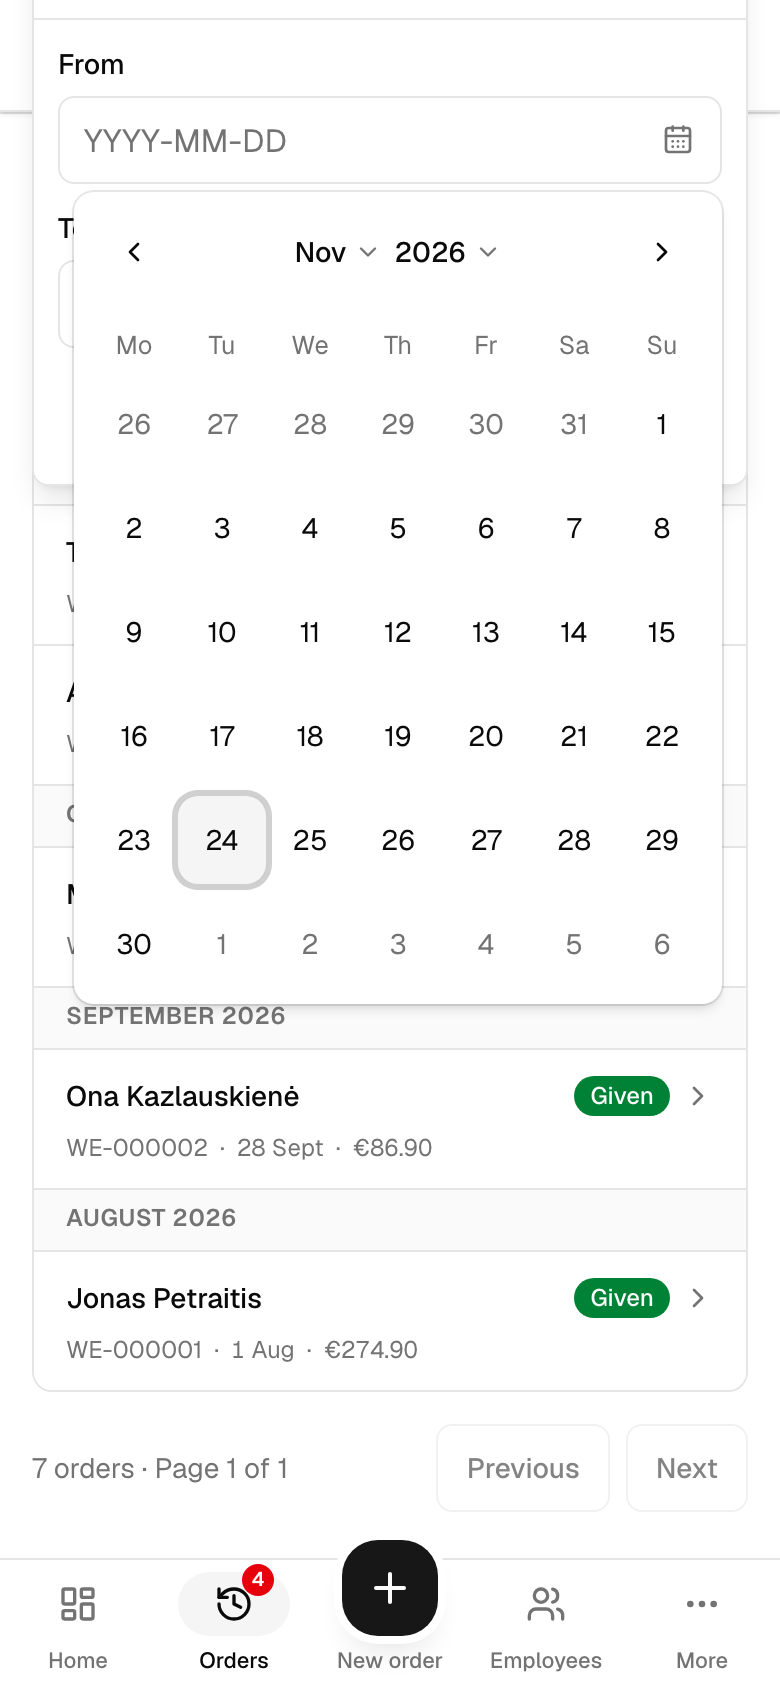 From
YYYY-MM-DD
Nov 2026
Mo Tu We Th Fr Sa Su
26 27 28 29 30 31 1
2 3 4 5 6 7 8
9 10 11 12 13 14 15
16 17 18 19 20 21 22
23 24 25 26 27 28 29
30 1 2 3 4 5 6
SEPTEMBER 2026
Ona Kazlauskienė Given
WE-000002 · 28 Sept · €86.90
AUGUST 2026
Jonas Petraitis Given
WE-000001 · 1 Aug · €274.90
7 orders · Page 1 of 1 Previous Next
4
Home Orders New order Employees More